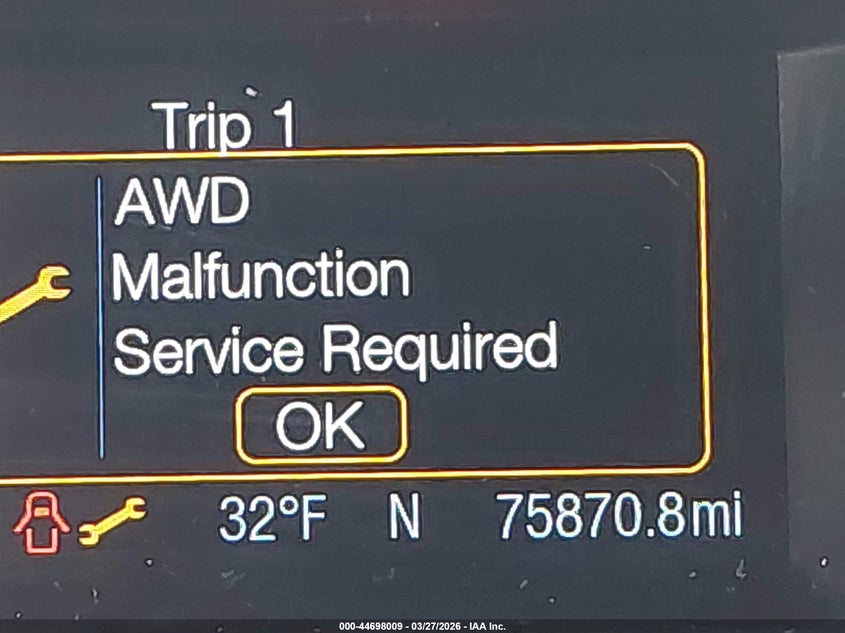 Trip 1
AWD
Malfunction
Service Required
OK
32°F N 75870.8mi
000-44698009 - 03/27/2026 - IAA Inc.